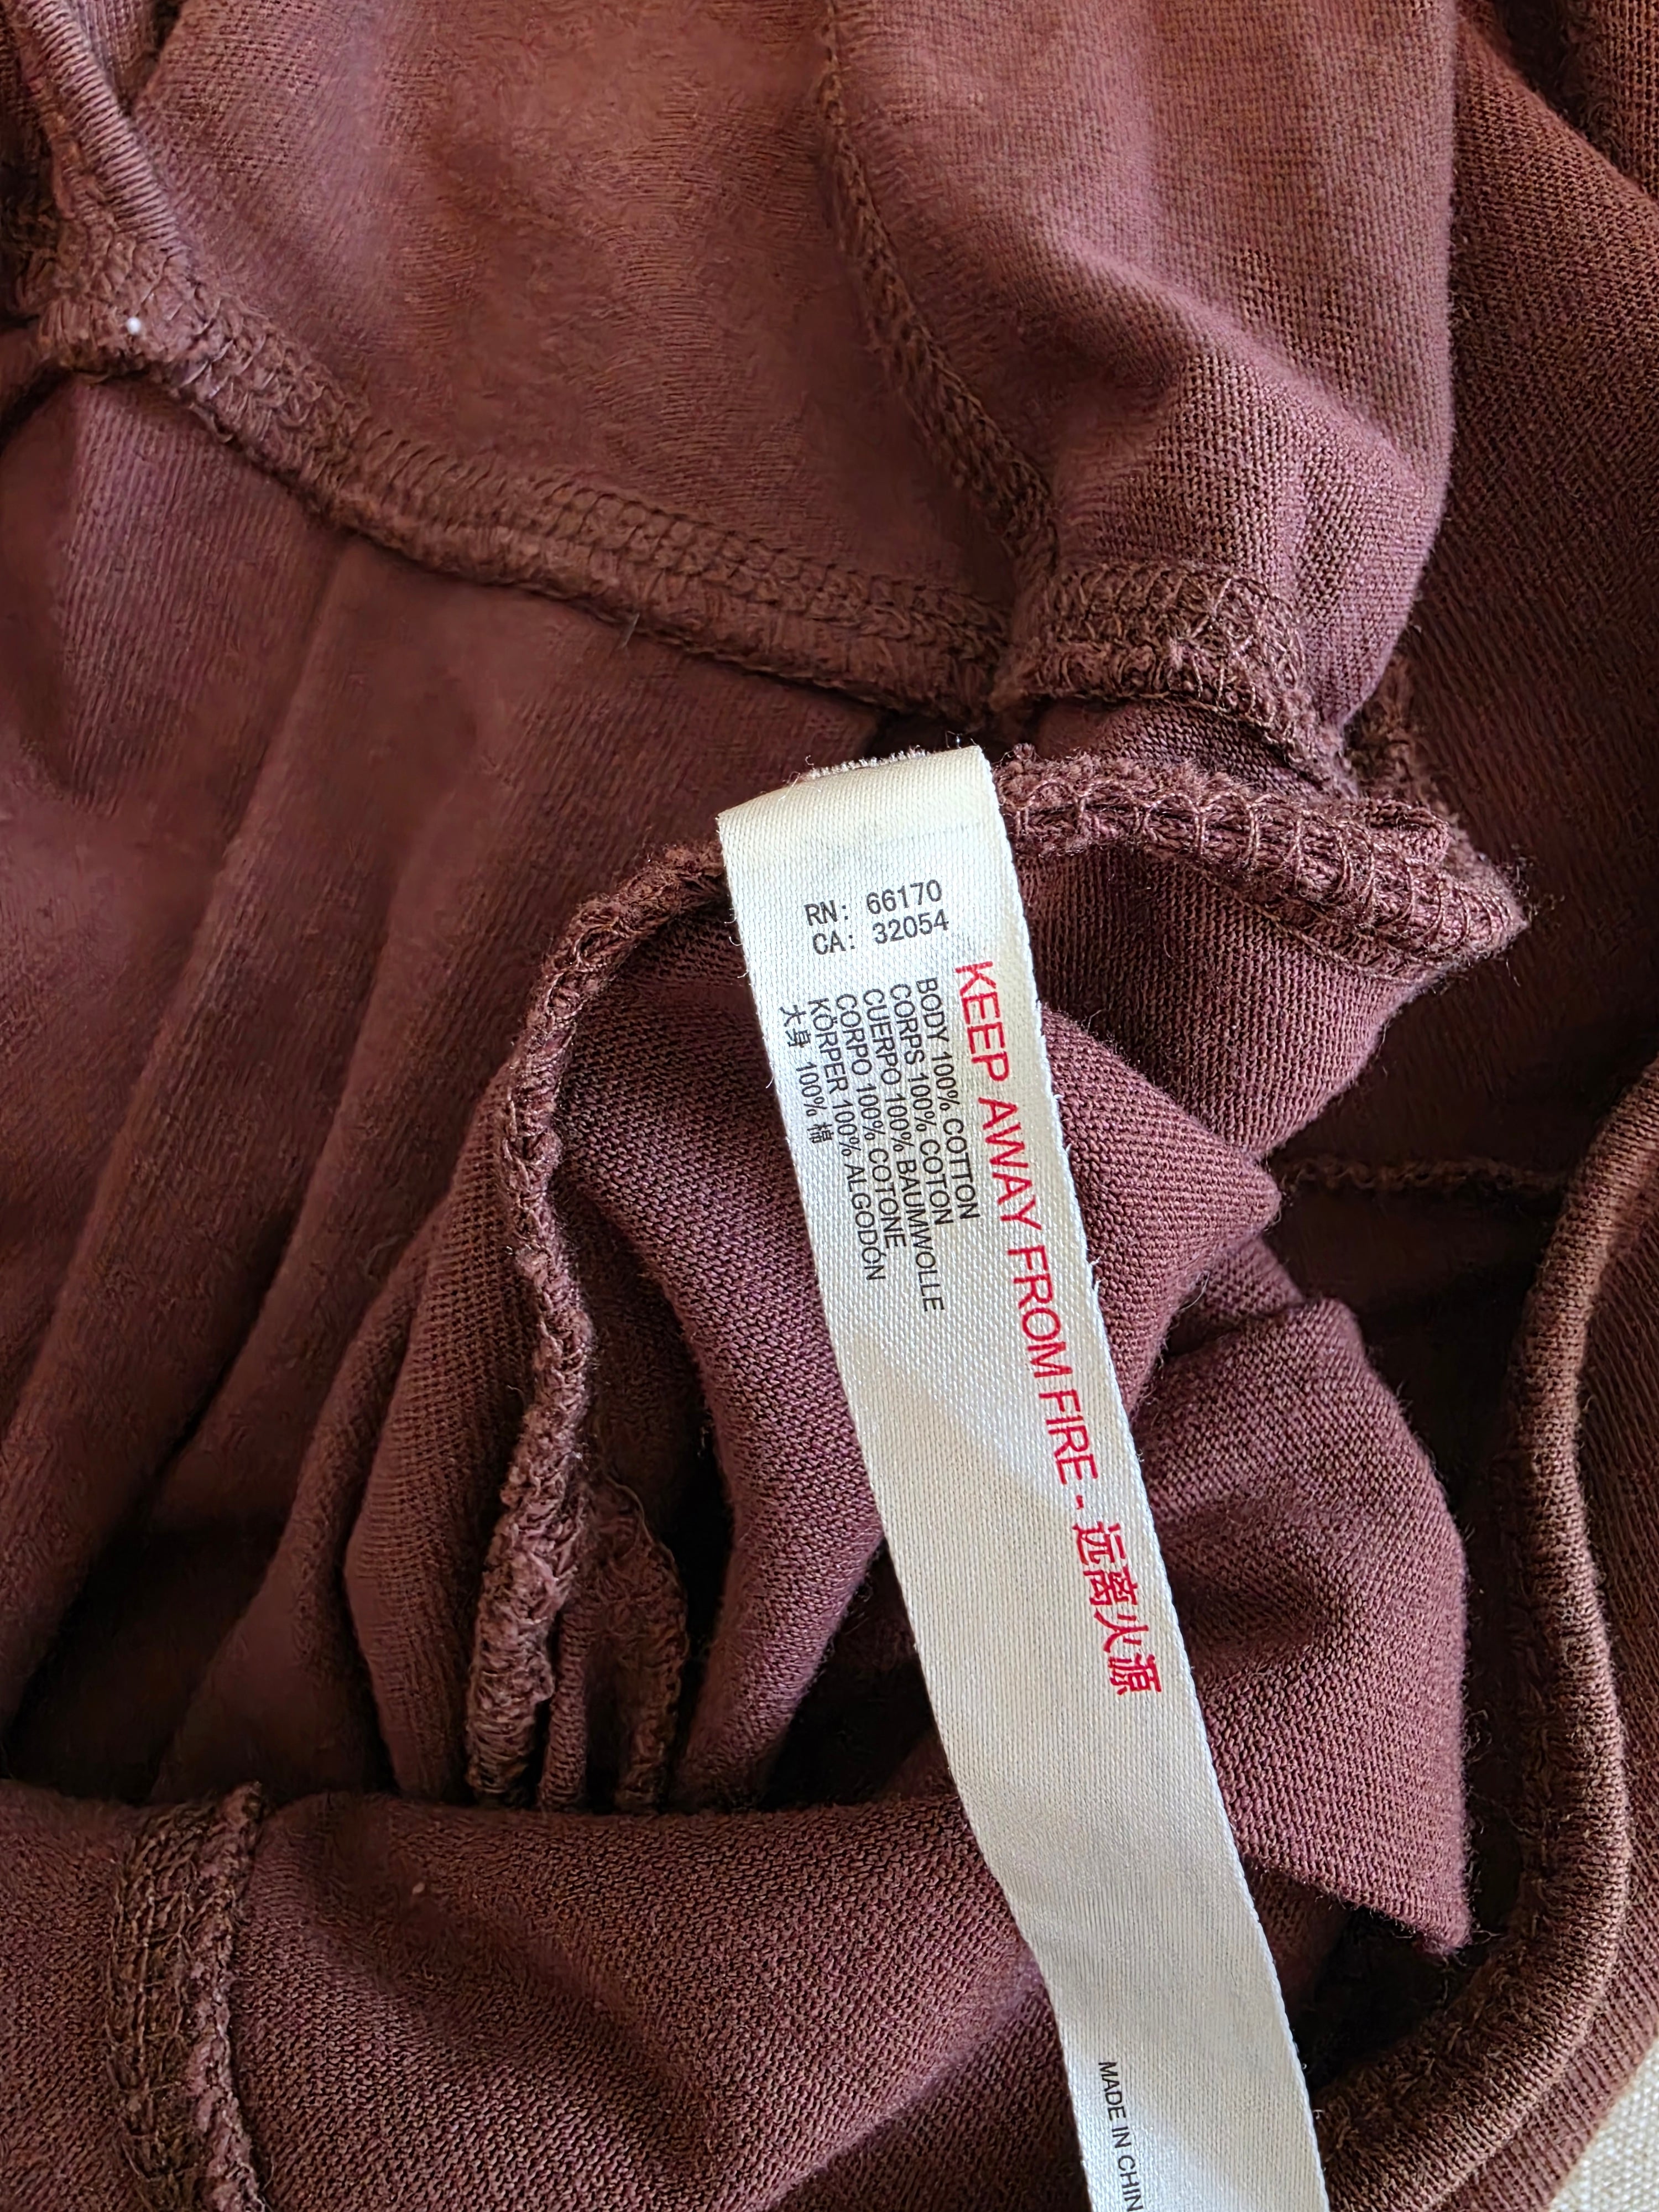 RN: 66170
CA: 32054
KEEP AWAY FROM FIRE - 远离火源
BODY 100% COTTON
CORPS 100% COTON
CUERPO 100% BAUMWOLLE
CORPO 100% COTONE
KÖRPER 100% ALGODÓN
大身 100% 棉
MADE IN CHIN